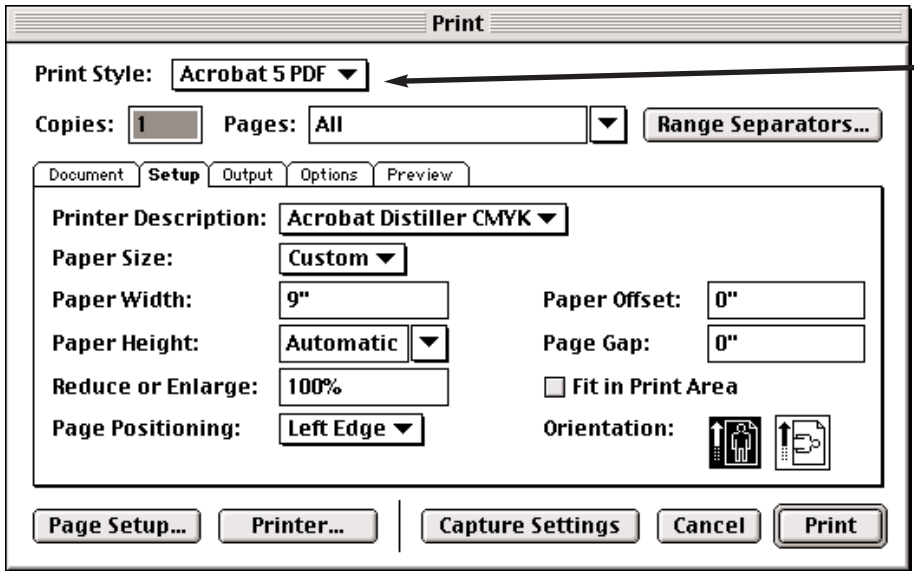 Print
Print Style: Acrobat 5 PDF
Copies: 1 Pages: All Range Separators...
Document Setup Output Options Preview
Printer Description: Acrobat Distiller CMYK
Paper Size: Custom
Paper Width: 9" Paper Offset: 0"
Paper Height: Automatic Page Gap: 0"
Reduce or Enlarge: 100% Fit in Print Area
Page Positioning: Left Edge Orientation:
Page Setup... Printer... Capture Settings Cancel Print